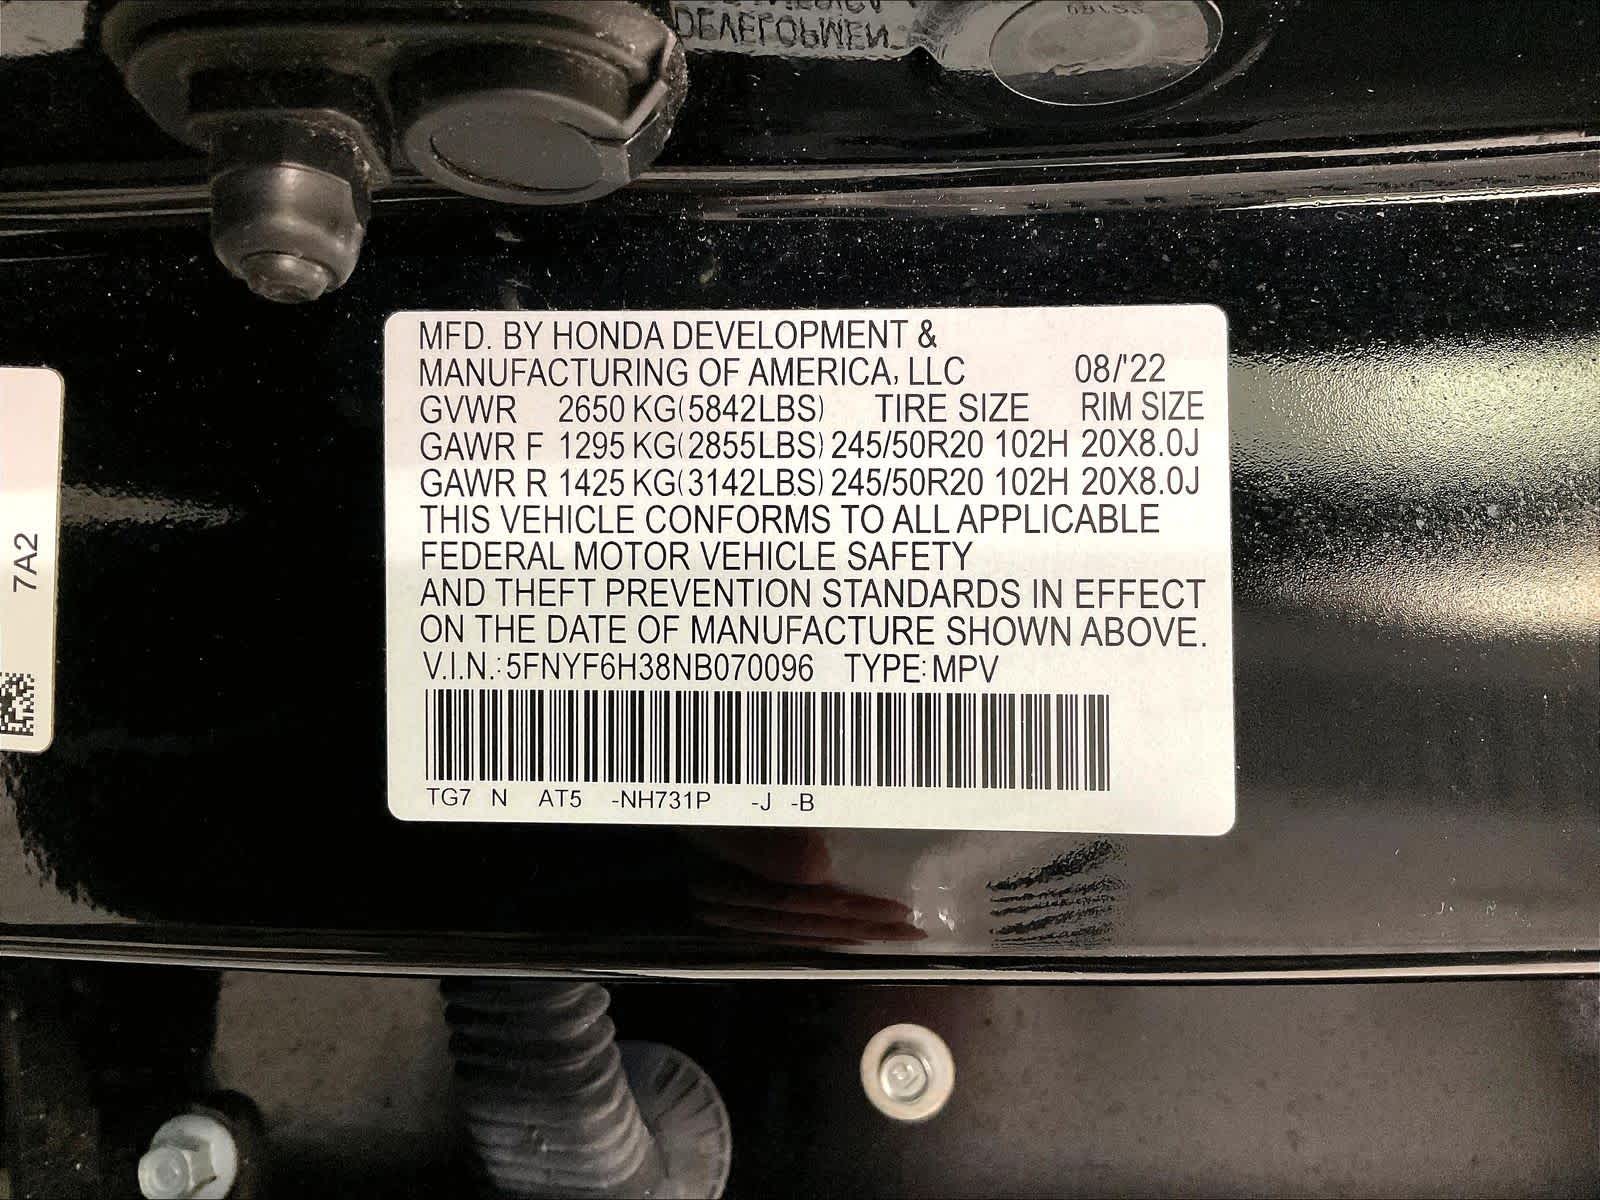 DEVELOPMEN
MFD. BY HONDA DEVELOPMENT &
MANUFACTURING OF AMERICA, LLC 08/'22
GVWR 2650 KG(5842LBS) TIRE SIZE RIM SIZE
GAWR F 1295 KG(2855LBS) 245/50R20 102H 20X8.0J
GAWR R 1425 KG(3142LBS) 245/50R20 102H 20X8.0J
THIS VEHICLE CONFORMS TO ALL APPLICABLE
FEDERAL MOTOR VEHICLE SAFETY
AND THEFT PREVENTION STANDARDS IN EFFECT
ON THE DATE OF MANUFACTURE SHOWN ABOVE.
V.I.N.: 5FNYF6H38NB070096 TYPE: MPV
TG7 N AT5 -NH731P -J -B
7A2